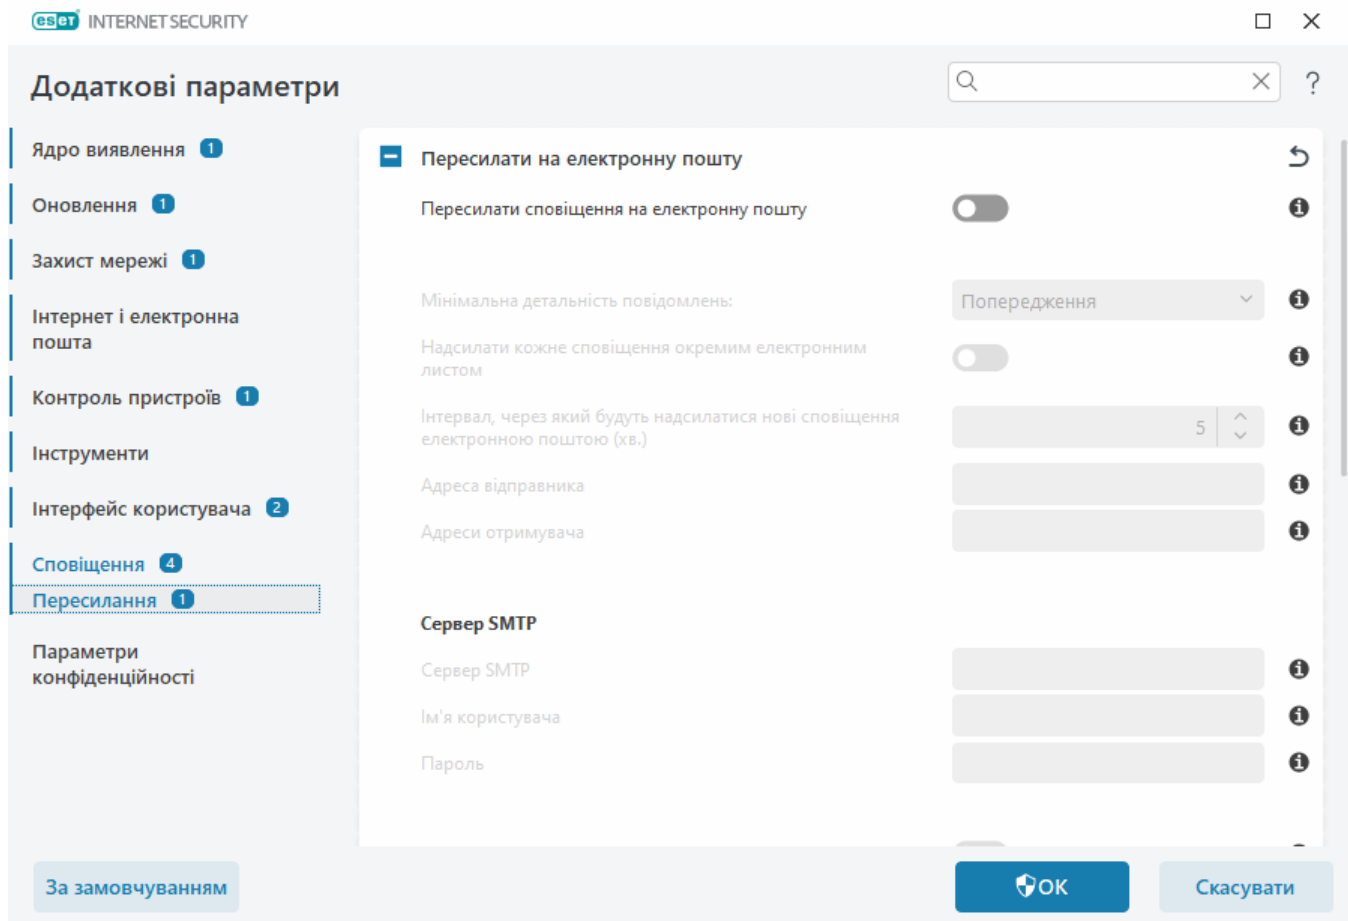 eset INTERNET SECURITY
Додаткові параметри
?
Ядро виявлення 1
Оновлення 1
Захист мережі 1
Інтернет і електронна
пошта
Контроль пристроїв 1
Інструменти
Інтерфейс користувача 2
Сповіщення 4
Пересилання 1
Параметри
конфіденційності
Пересилати на електронну пошту
Пересилати сповіщення на електронну пошту
Мінімальна детальність повідомлень:
Попередження
Надсилати кожне сповіщення окремим електронним
листом
Інтервал, через який будуть надсилатися нові сповіщення
електронною поштою (хв.)
5
Адреса відправника
Адреси отримувача
Сервер SMTP
Сервер SMTP
Ім'я користувача
Пароль
За замовчуванням
ОК
Скасувати